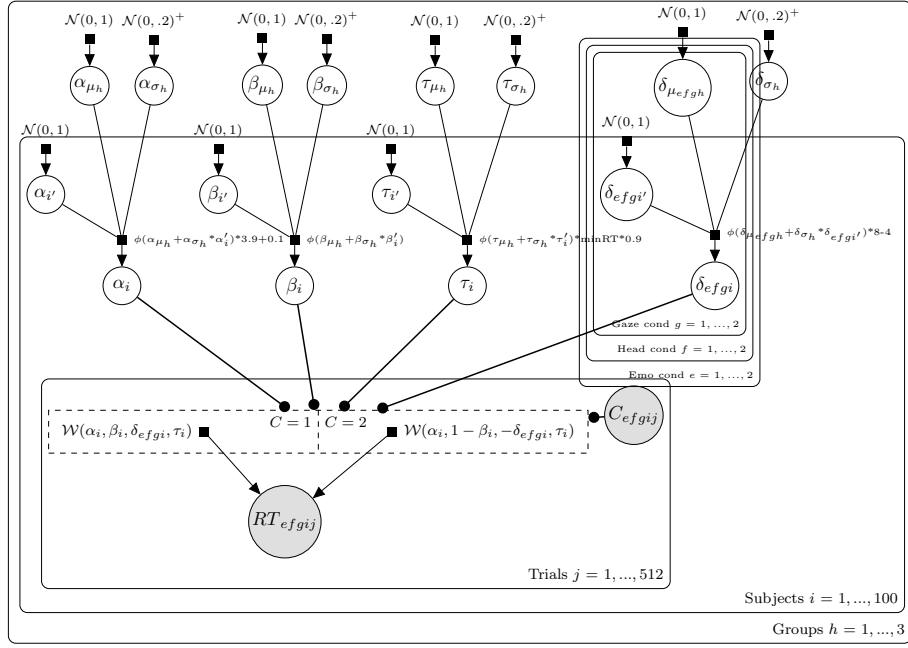 𝒩(0,1) 𝒩(0,.2)⁺ 𝒩(0,1) 𝒩(0,.2)⁺ 𝒩(0,1) 𝒩(0,.2)⁺ 𝒩(0,1) 𝒩(0,.2)⁺
α_{μ_h} α_{σ_h} β_{μ_h} β_{σ_h} τ_{μ_h} τ_{σ_h} δ_{μ_{efgh}} δ_{σ_h}
𝒩(0,1) 𝒩(0,1) 𝒩(0,1) 𝒩(0,1)
α_{i'} β_{i'} τ_{i'} δ_{efgi'}
ϕ(α_{μ_h}+α_{σ_h}*α'_i)*3.9+0.1 ϕ(β_{μ_h}+β_{σ_h}*β'_i) ϕ(τ_{μ_h}+τ_{σ_h}*τ'_i)*minRT*0.9 ϕ(δ_{μ_{efgh}}+δ_{σ_h}*δ_{efgi'})*8-4
α_i β_i τ_i δ_{efgi}
Gaze cond g = 1, ..., 2
Head cond f = 1, ..., 2
Emo cond e = 1, ..., 2
C = 1 C = 2 C_{efgij}
𝒲(α_i, β_i, δ_{efgi}, τ_i) 𝒲(α_i, 1 − β_i, −δ_{efgi}, τ_i)
RT_{efgij}
Trials j = 1, ..., 512
Subjects i = 1, ..., 100
Groups h = 1, ..., 3